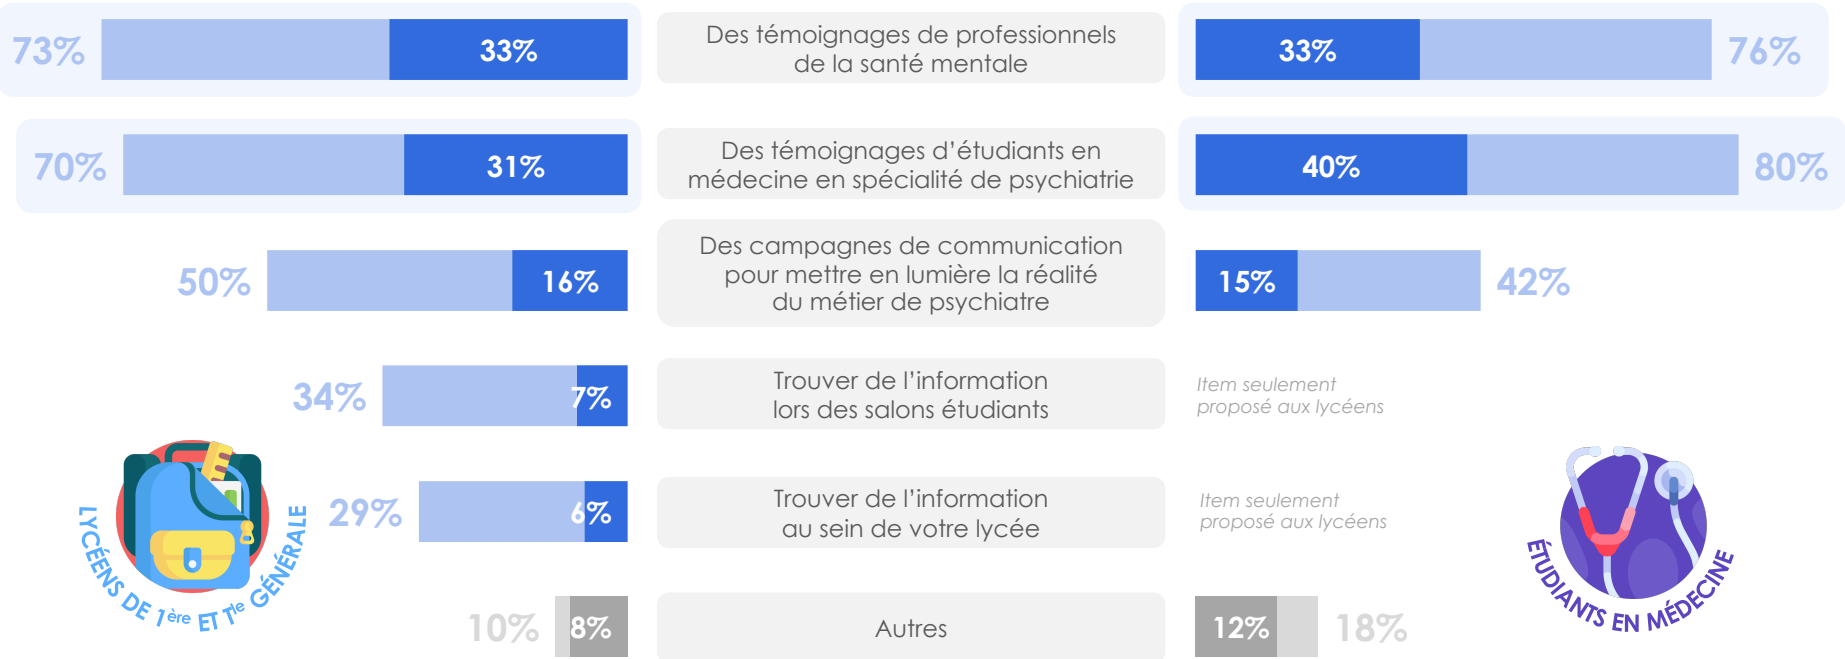 73%
33%
Des témoignages de professionnels
de la santé mentale
33%
76%
70%
31%
Des témoignages d'étudiants en
médecine en spécialité de psychiatrie
40%
80%
50%
16%
Des campagnes de communication
pour mettre en lumière la réalité
du métier de psychiatre
15%
42%
34%
7%
Trouver de l'information
lors des salons étudiants
Item seulement
proposé aux lycéens
29%
6%
Trouver de l'information
au sein de votre lycée
Item seulement
proposé aux lycéens
LYCÉENS DE 1ère ET Tle GÉNÉRALE
ÉTUDIANTS EN MÉDECINE
10%
8%
Autres
12%
18%